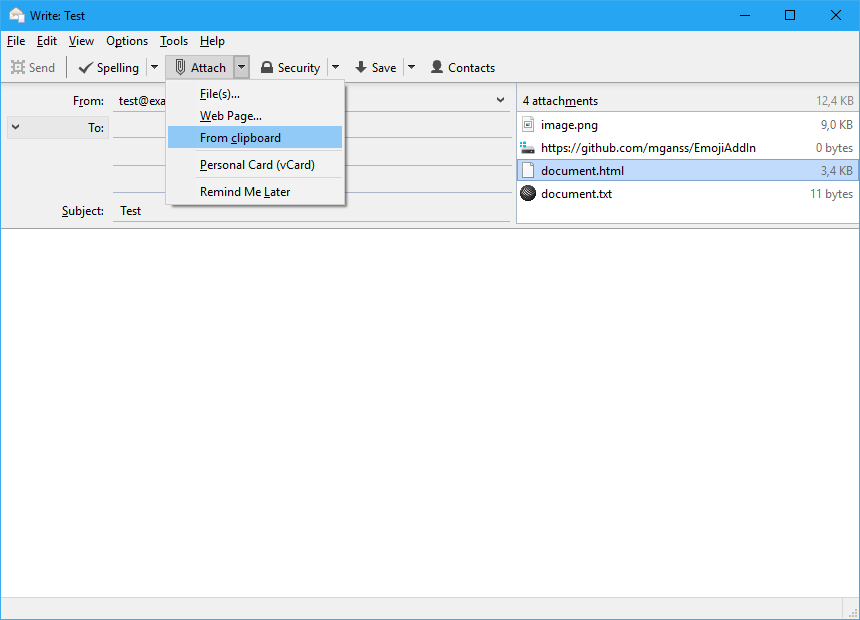 Write: Test
File Edit View Options Tools Help
Send Spelling Attach Security Save Contacts
From: test@exa
To:
Subject: Test
File(s)...
Web Page...
From clipboard
Personal Card (vCard)
Remind Me Later
4 attachments 12,4 KB
image.png 9,0 KB
https://github.com/mganss/EmojiAddIn 0 bytes
document.html 3,4 KB
document.txt 11 bytes